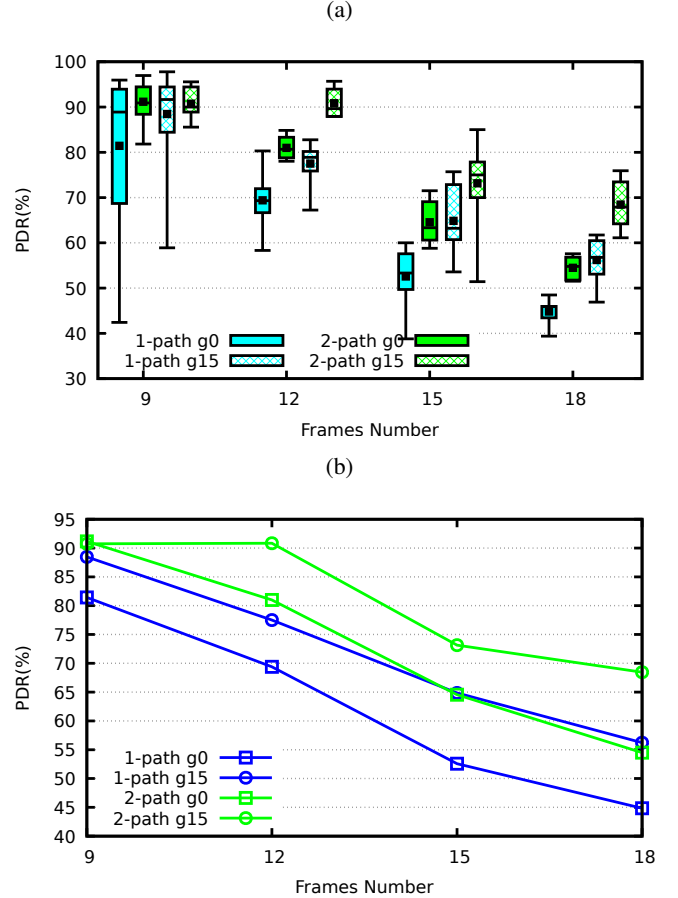 (a)
100
90
80
70
60
50
40
30
PDR(%)
1-path g0
1-path g15
2-path g0
2-path g15
9 12 15 18
Frames Number
(b)
95
90
85
80
75
70
65
60
55
50
45
40
PDR(%)
1-path g0
1-path g15
2-path g0
2-path g15
9 12 15 18
Frames Number